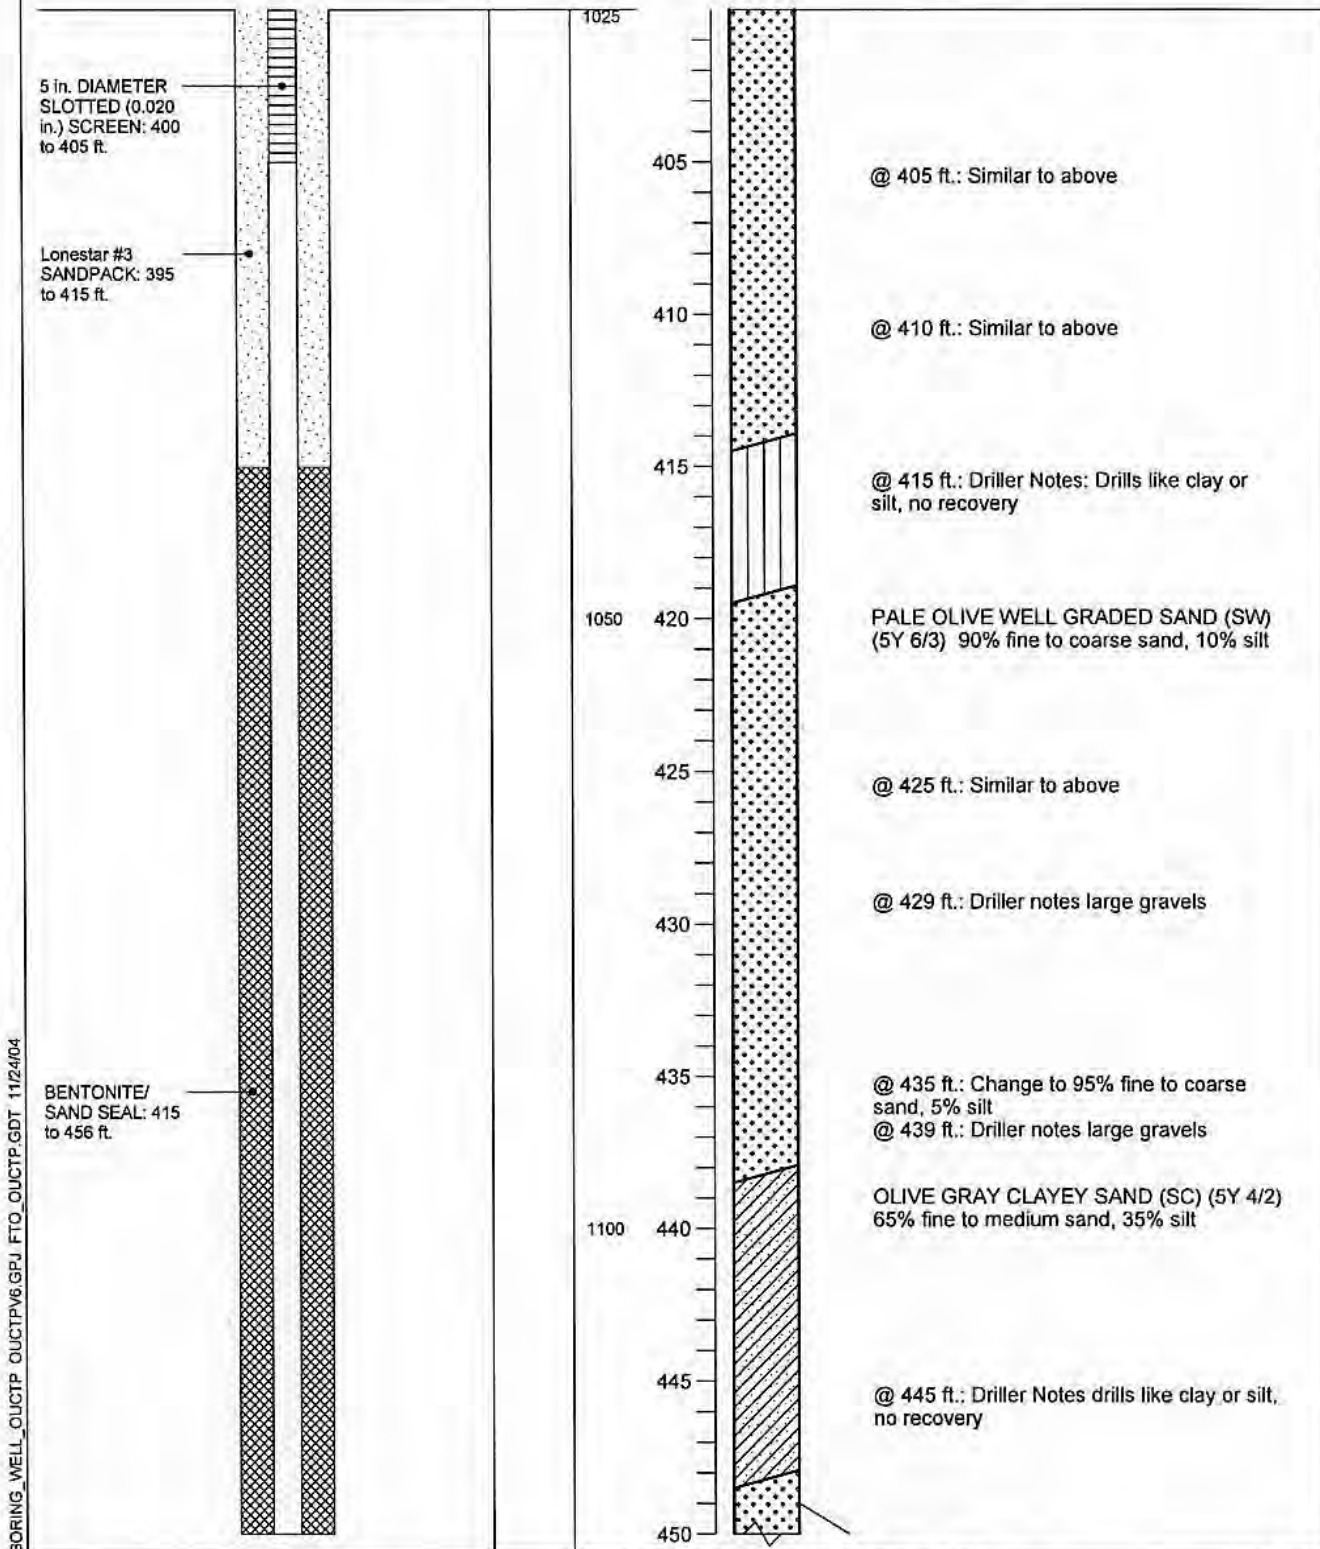 5 in. DIAMETER
SLOTTED (0.020
in.) SCREEN: 400
to 405 ft.
Lonestar #3
SANDPACK: 395
to 415 ft.
BENTONITE/
SAND SEAL: 415
to 456 ft.
1025
1050
1100
405
410
415
420
425
430
435
440
445
450
@ 405 ft.: Similar to above
@ 410 ft.: Similar to above
@ 415 ft.: Driller Notes: Drills like clay or
silt, no recovery
PALE OLIVE WELL GRADED SAND (SW)
(5Y 6/3) 90% fine to coarse sand, 10% silt
@ 425 ft.: Similar to above
@ 429 ft.: Driller notes large gravels
@ 435 ft.: Change to 95% fine to coarse
sand, 5% silt
@ 439 ft.: Driller notes large gravels
OLIVE GRAY CLAYEY SAND (SC) (5Y 4/2)
65% fine to medium sand, 35% silt
@ 445 ft.: Driller Notes drills like clay or silt,
no recovery
BORING_WELL_OUCTP OUCTPV6.GPJ FTO_OUCTP.GDT 11/24/04